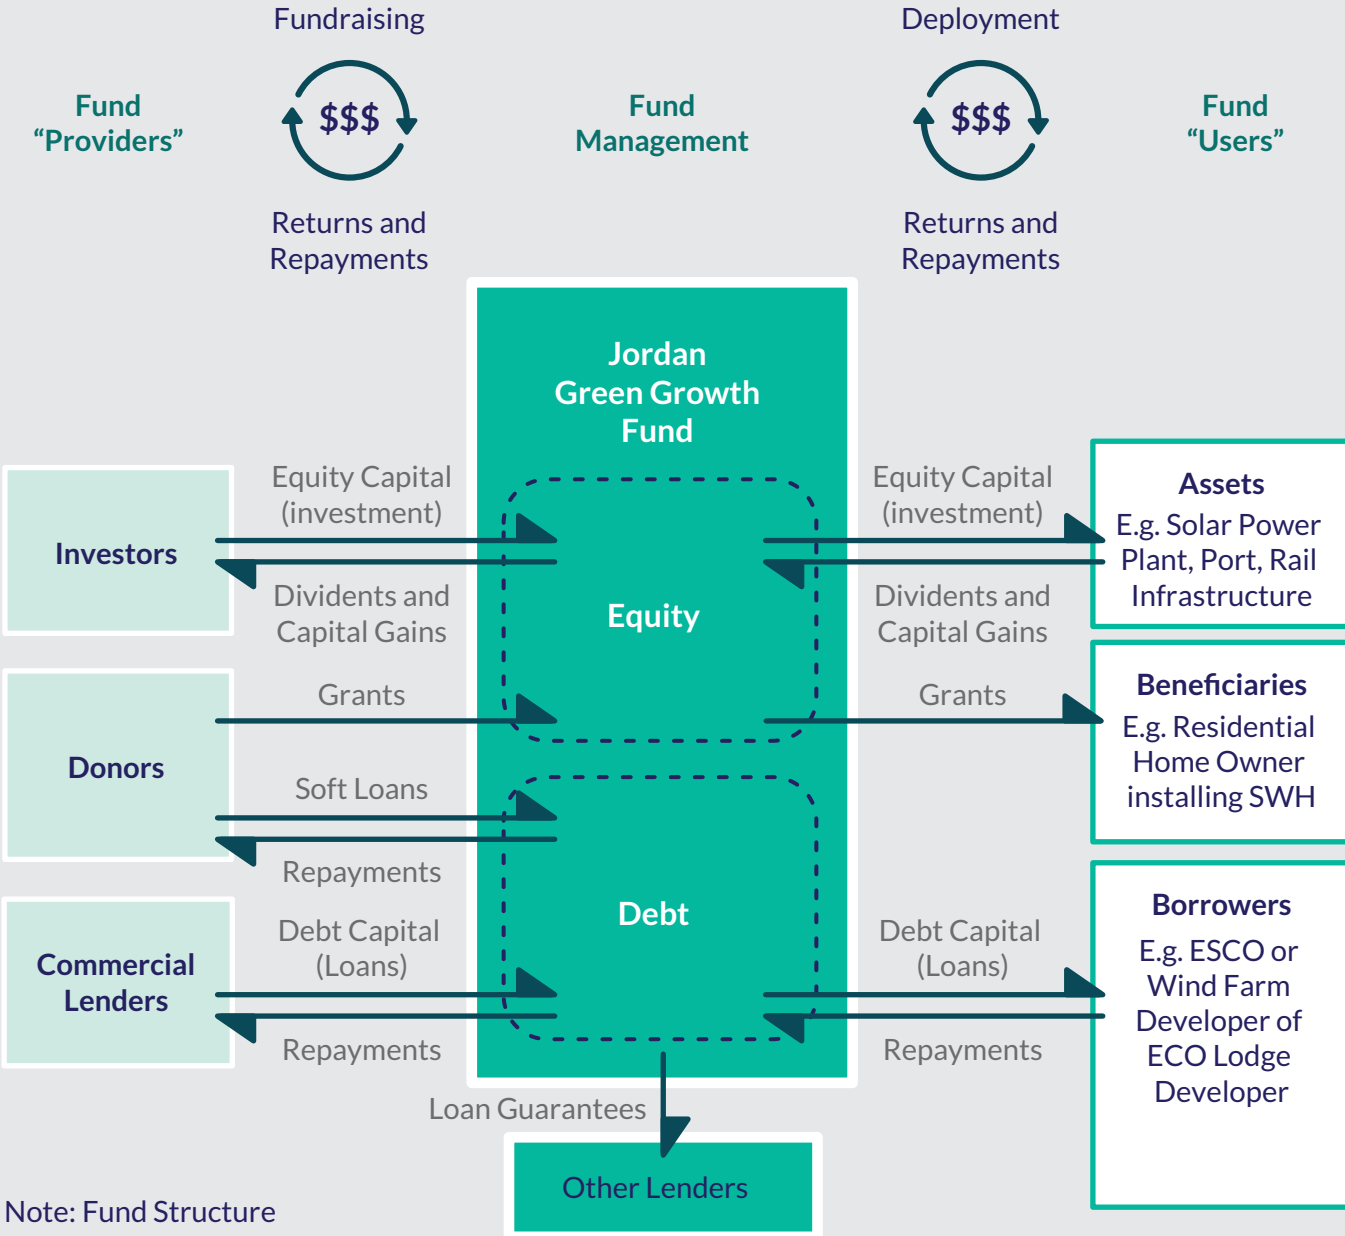 Fundraising
Deployment
Fund
“Providers”
$$$
Fund
Management
$$$
Fund
“Users”
Returns and
Repayments
Returns and
Repayments
Jordan
Green Growth
Fund
Investors
Equity Capital
(investment)
Dividents and
Capital Gains
Equity
Equity Capital
(investment)
Dividents and
Capital Gains
Assets
E.g. Solar Power
Plant, Port, Rail
Infrastructure
Donors
Grants
Soft Loans
Repayments
Grants
Beneficiaries
E.g. Residential
Home Owner
installing SWH
Commercial
Lenders
Debt Capital
(Loans)
Repayments
Debt
Debt Capital
(Loans)
Repayments
Borrowers
E.g. ESCO or
Wind Farm
Developer of
ECO Lodge
Developer
Loan Guarantees
Other Lenders
Note: Fund Structure